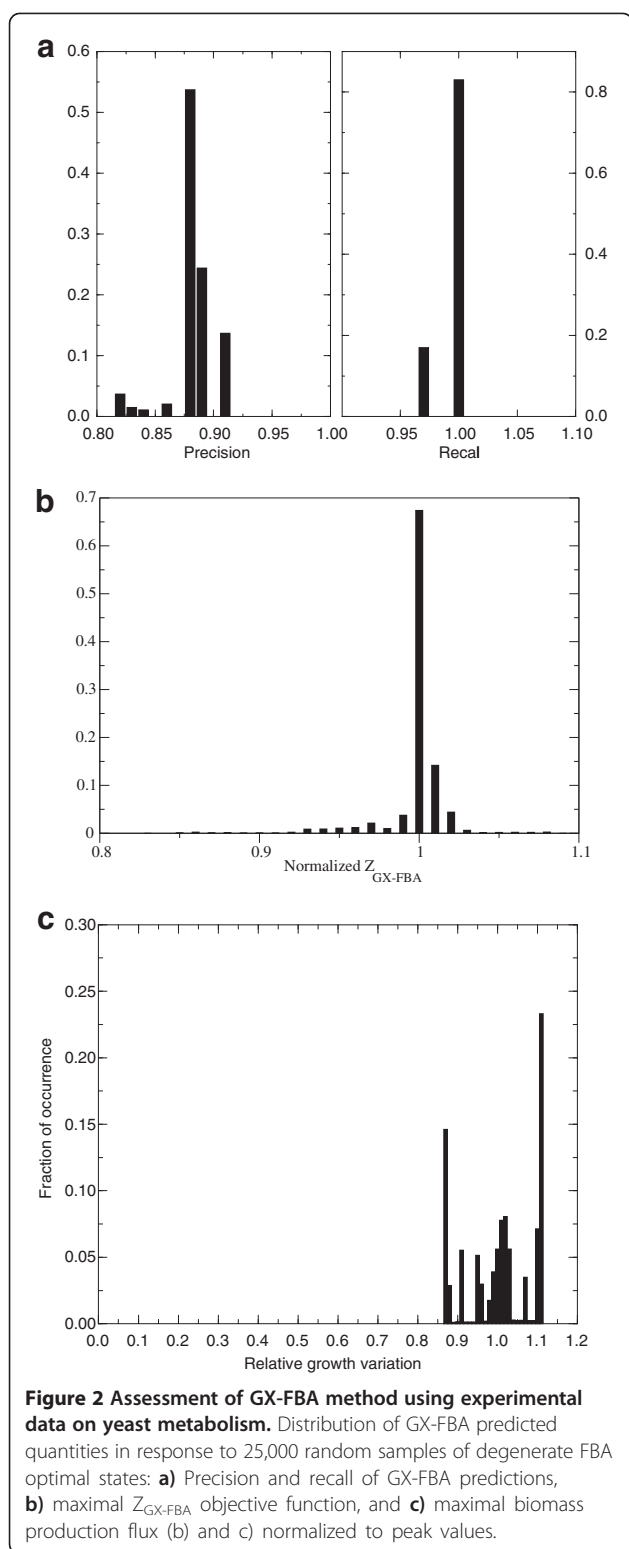 a
0.6
0.5
0.4
0.3
0.2
0.1
0.0
0.80 0.85 0.90 0.95 1.00
Precision
0.8
0.6
0.4
0.2
0.0
0.95 1.00 1.05 1.10
Recal
b
0.7
0.6
0.5
0.4
0.3
0.2
0.1
0
0.8 0.9 1 1.1
Normalized Z GX-FBA
c
0.30
0.25
0.20
0.15
0.10
0.05
0.00
Fraction of occurrence
0.0 0.1 0.2 0.3 0.4 0.5 0.6 0.7 0.8 0.9 1.0 1.1 1.2
Relative growth variation
Figure 2 Assessment of GX-FBA method using experimental
data on yeast metabolism. Distribution of GX-FBA predicted
quantities in response to 25,000 random samples of degenerate FBA
optimal states: a) Precision and recall of GX-FBA predictions,
b) maximal Z GX-FBA objective function, and c) maximal biomass
production flux (b) and c) normalized to peak values.